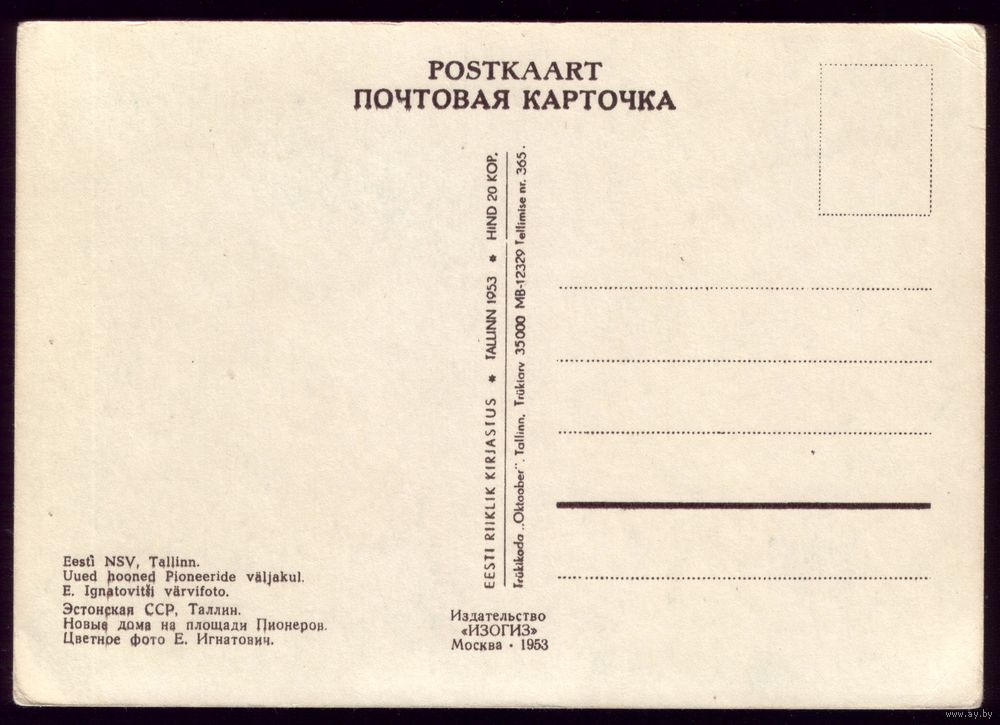 POSTKAART
ПОЧТОВАЯ КАРТОЧКА
EESTI RIIKLIK KIRJASTUS * TALLINN 1953 * HIND 20 KOP.
Trükikoda „Oktoober". Tallinn. Trükiarv 35000 MB-12329 Tellimise nr. 365.
Eesti NSV, Tallinn.
Uued hooned Pioneeride väljakul.
E. Ignatovitši värvifoto.
Эстонская ССР, Таллин.
Новые дома на площади Пионеров.
Цветное фото Е. Игнатович.
Издательство
«ИЗОГИЗ»
Москва · 1953
www.ay.by